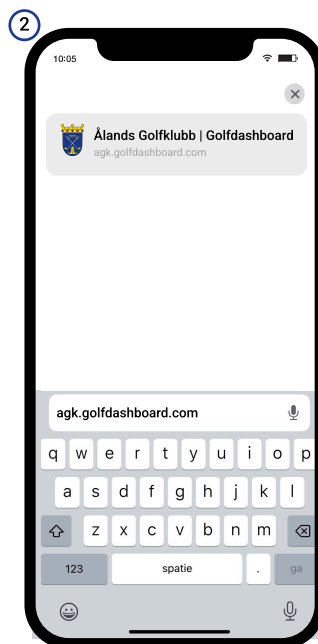 2
10:05
Ålands Golfklubb | Golfdashboard
agk.golfdashboard.com
agk.golfdashboard.com
q w e r t y u i o p
a s d f g h j k l
z x c v b n m
123 spatie . ga